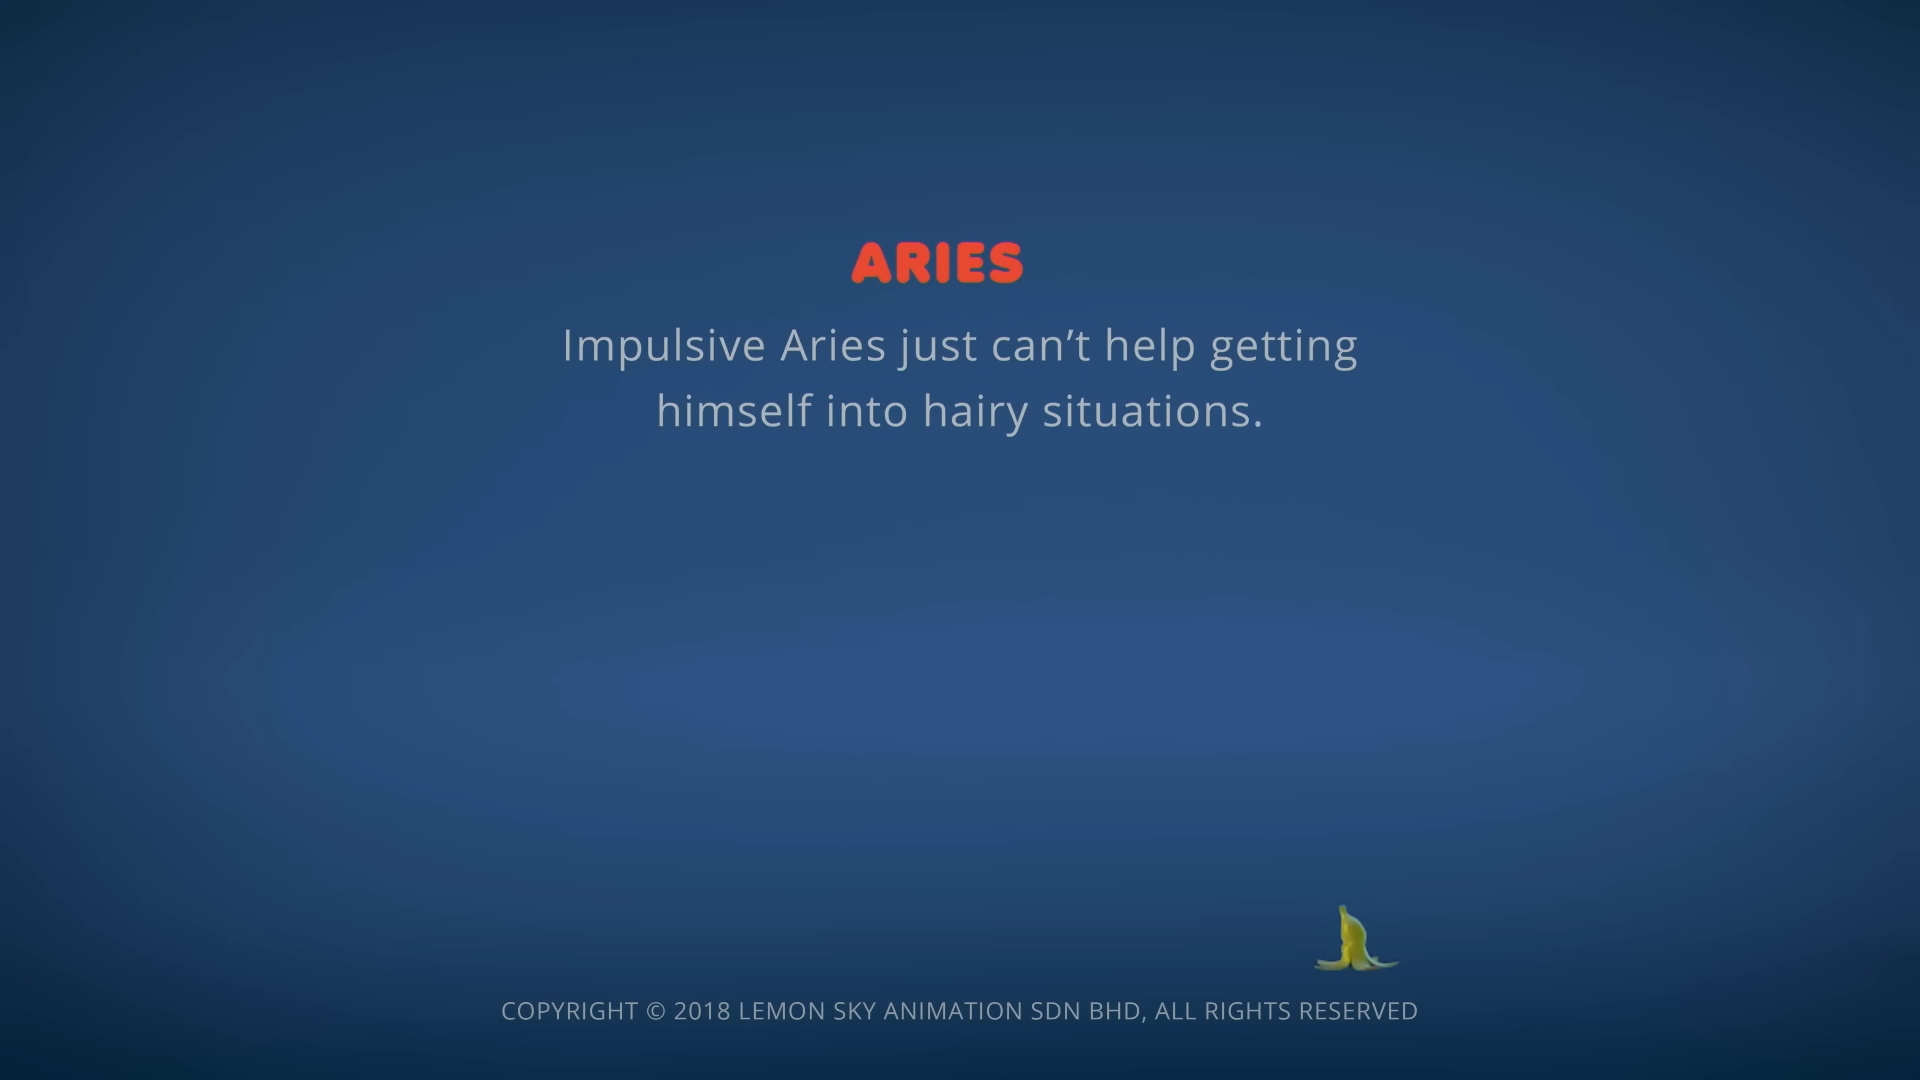 ARIES
Impulsive Aries just can’t help getting
himself into hairy situations.
COPYRIGHT © 2018 LEMON SKY ANIMATION SDN BHD, ALL RIGHTS RESERVED